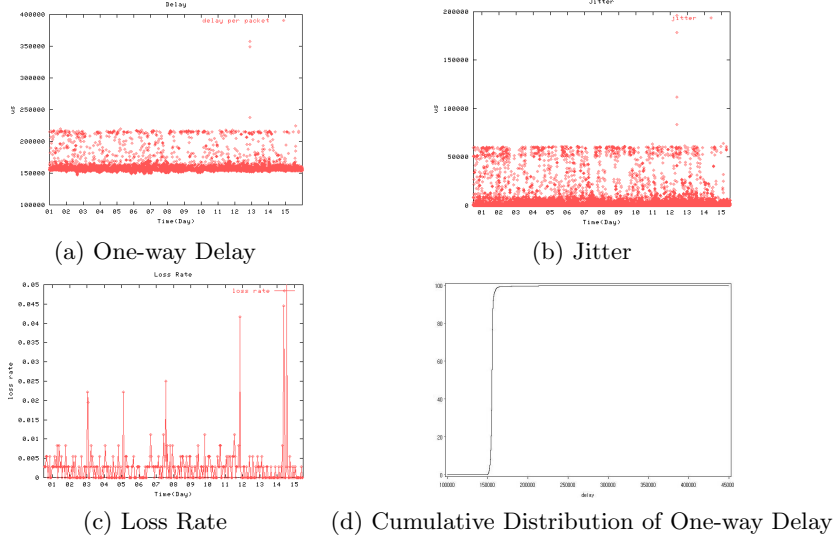 Delay
delay per packet
400000
350000
300000
250000
200000
150000
100000
us
01 02 03 04 05 06 07 08 09 10 11 12 13 14 15
Time(Day)
(a) One-way Delay
Jitter
jitter
200000
150000
100000
50000
0
us
01 02 03 04 05 06 07 08 09 10 11 12 13 14 15
Time(Day)
(b) Jitter
Loss Rate
loss rate
0.05
0.045
0.04
0.035
0.03
0.025
0.02
0.015
0.01
0.005
0
loss rate
01 02 03 04 05 06 07 08 09 10 11 12 13 14 15
Time(Day)
(c) Loss Rate
100
80
60
40
20
0
100000 150000 200000 250000 300000 350000 400000 45000
delay
(d) Cumulative Distribution of One-way Delay